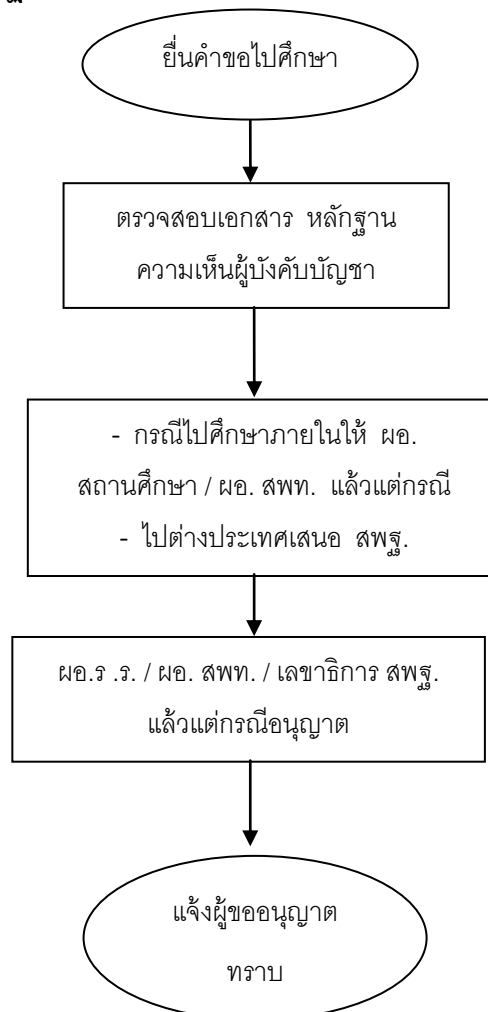 ยื่นคำขอไปศึกษา
ตรวจสอบเอกสาร หลักฐาน
ความเห็นผู้บังคับบัญชา
- กรณีไปศึกษาภายในให้ ผอ.
สถานศึกษา / ผอ. สพท. แล้วแต่กรณี
- ไปต่างประเทศเสนอ สพฐ.
ผอ.ร .ร. / ผอ. สพท. / เลขาธิการ สพฐ.
แล้วแต่กรณีอนุญาต
แจ้งผู้ขออนุญาต
ทราบ